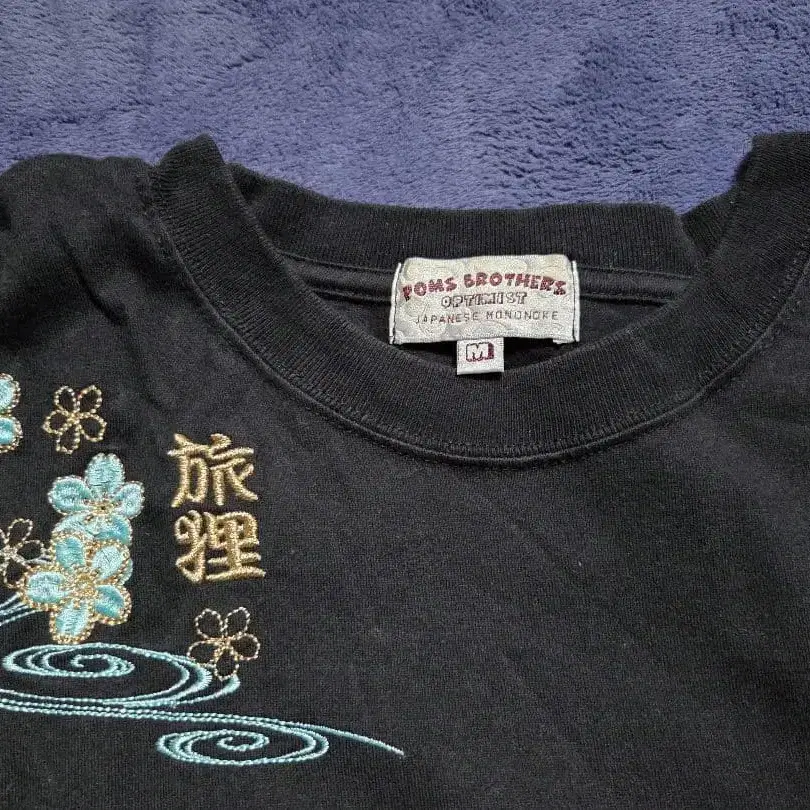 POMS BROTHERS
OPTIMIST
JAPANESE MONONOKE
M
旅
狸